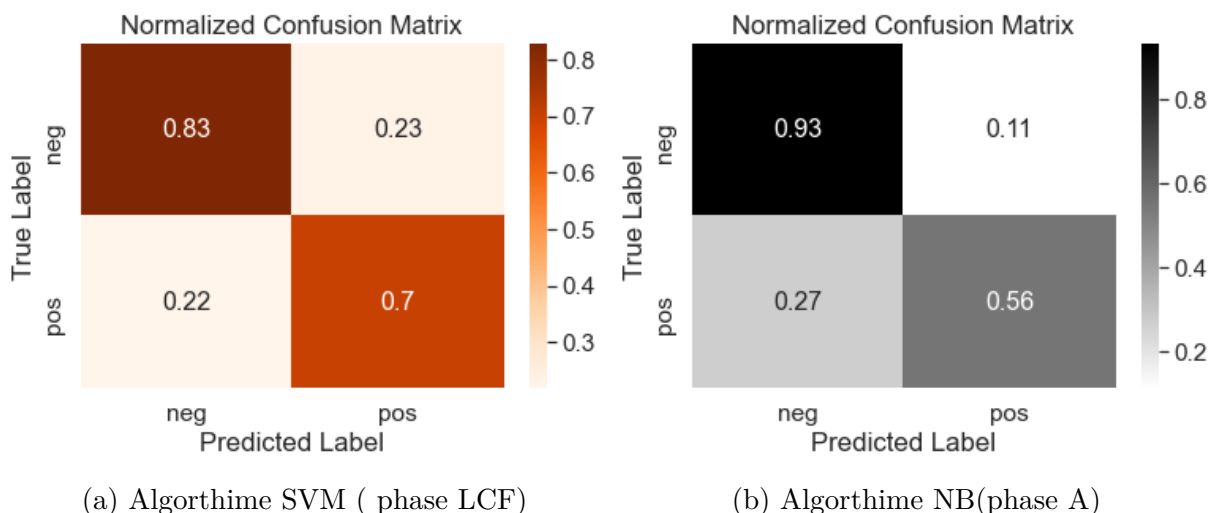 Normalized Confusion Matrix
0.83
0.23
0.22
0.7
neg
pos
True Label
neg
pos
Predicted Label
0.8
0.7
0.6
0.5
0.4
0.3
(a) Algorthime SVM ( phase LCF)
Normalized Confusion Matrix
0.93
0.11
0.27
0.56
neg
pos
True Label
neg
pos
Predicted Label
0.8
0.6
0.4
0.2
(b) Algorthime NB(phase A)